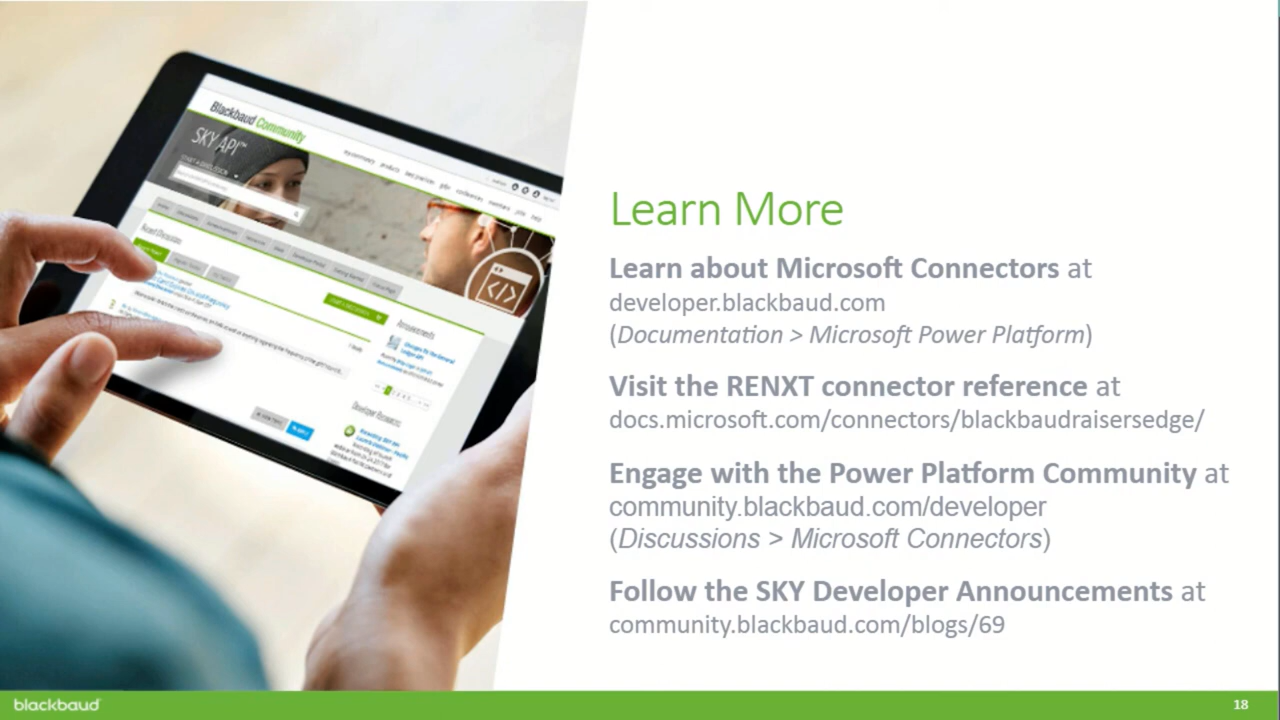 Blackbaud Community
SKY API™
Learn More
Learn about Microsoft Connectors at
developer.blackbaud.com
(Documentation > Microsoft Power Platform)
Visit the RENXT connector reference at
docs.microsoft.com/connectors/blackbaudraisersedge/
Engage with the Power Platform Community at
community.blackbaud.com/developer
(Discussions > Microsoft Connectors)
Follow the SKY Developer Announcements at
community.blackbaud.com/blogs/69
blackbaud
18